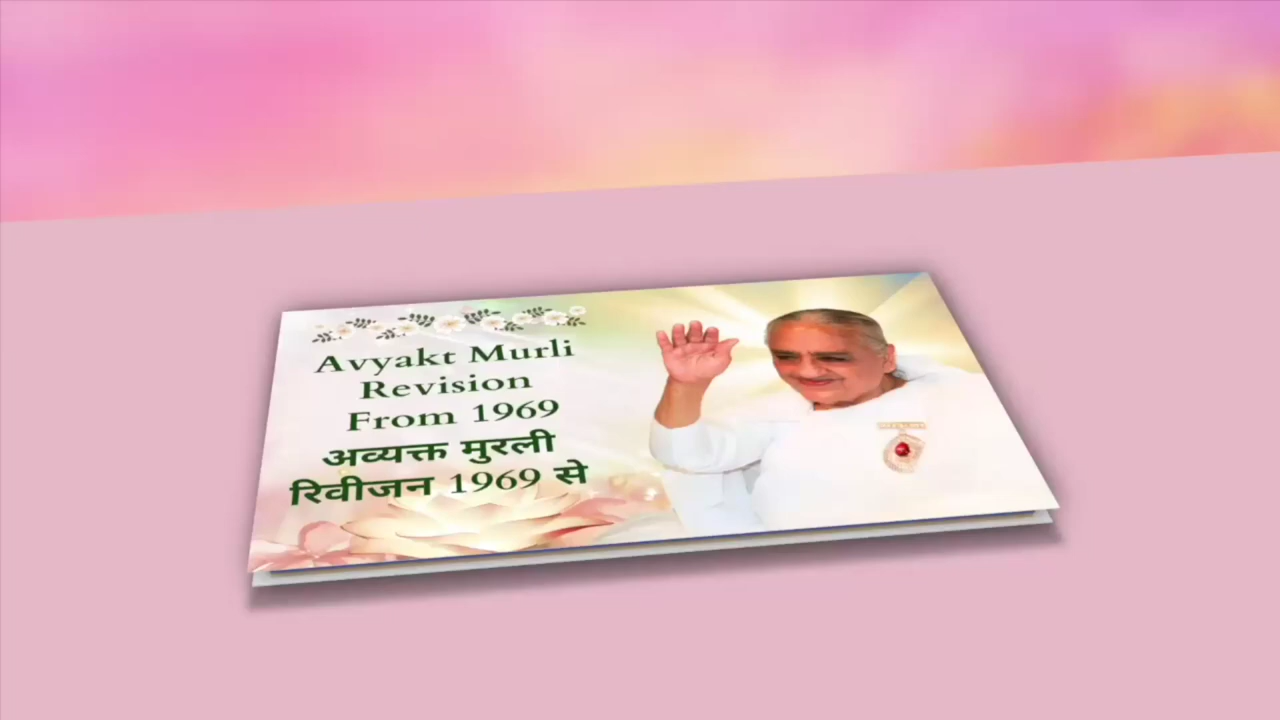 Avyakt Murli
Revision
From 1969
अव्यक्त मुरली
रिवीजन 1969 से